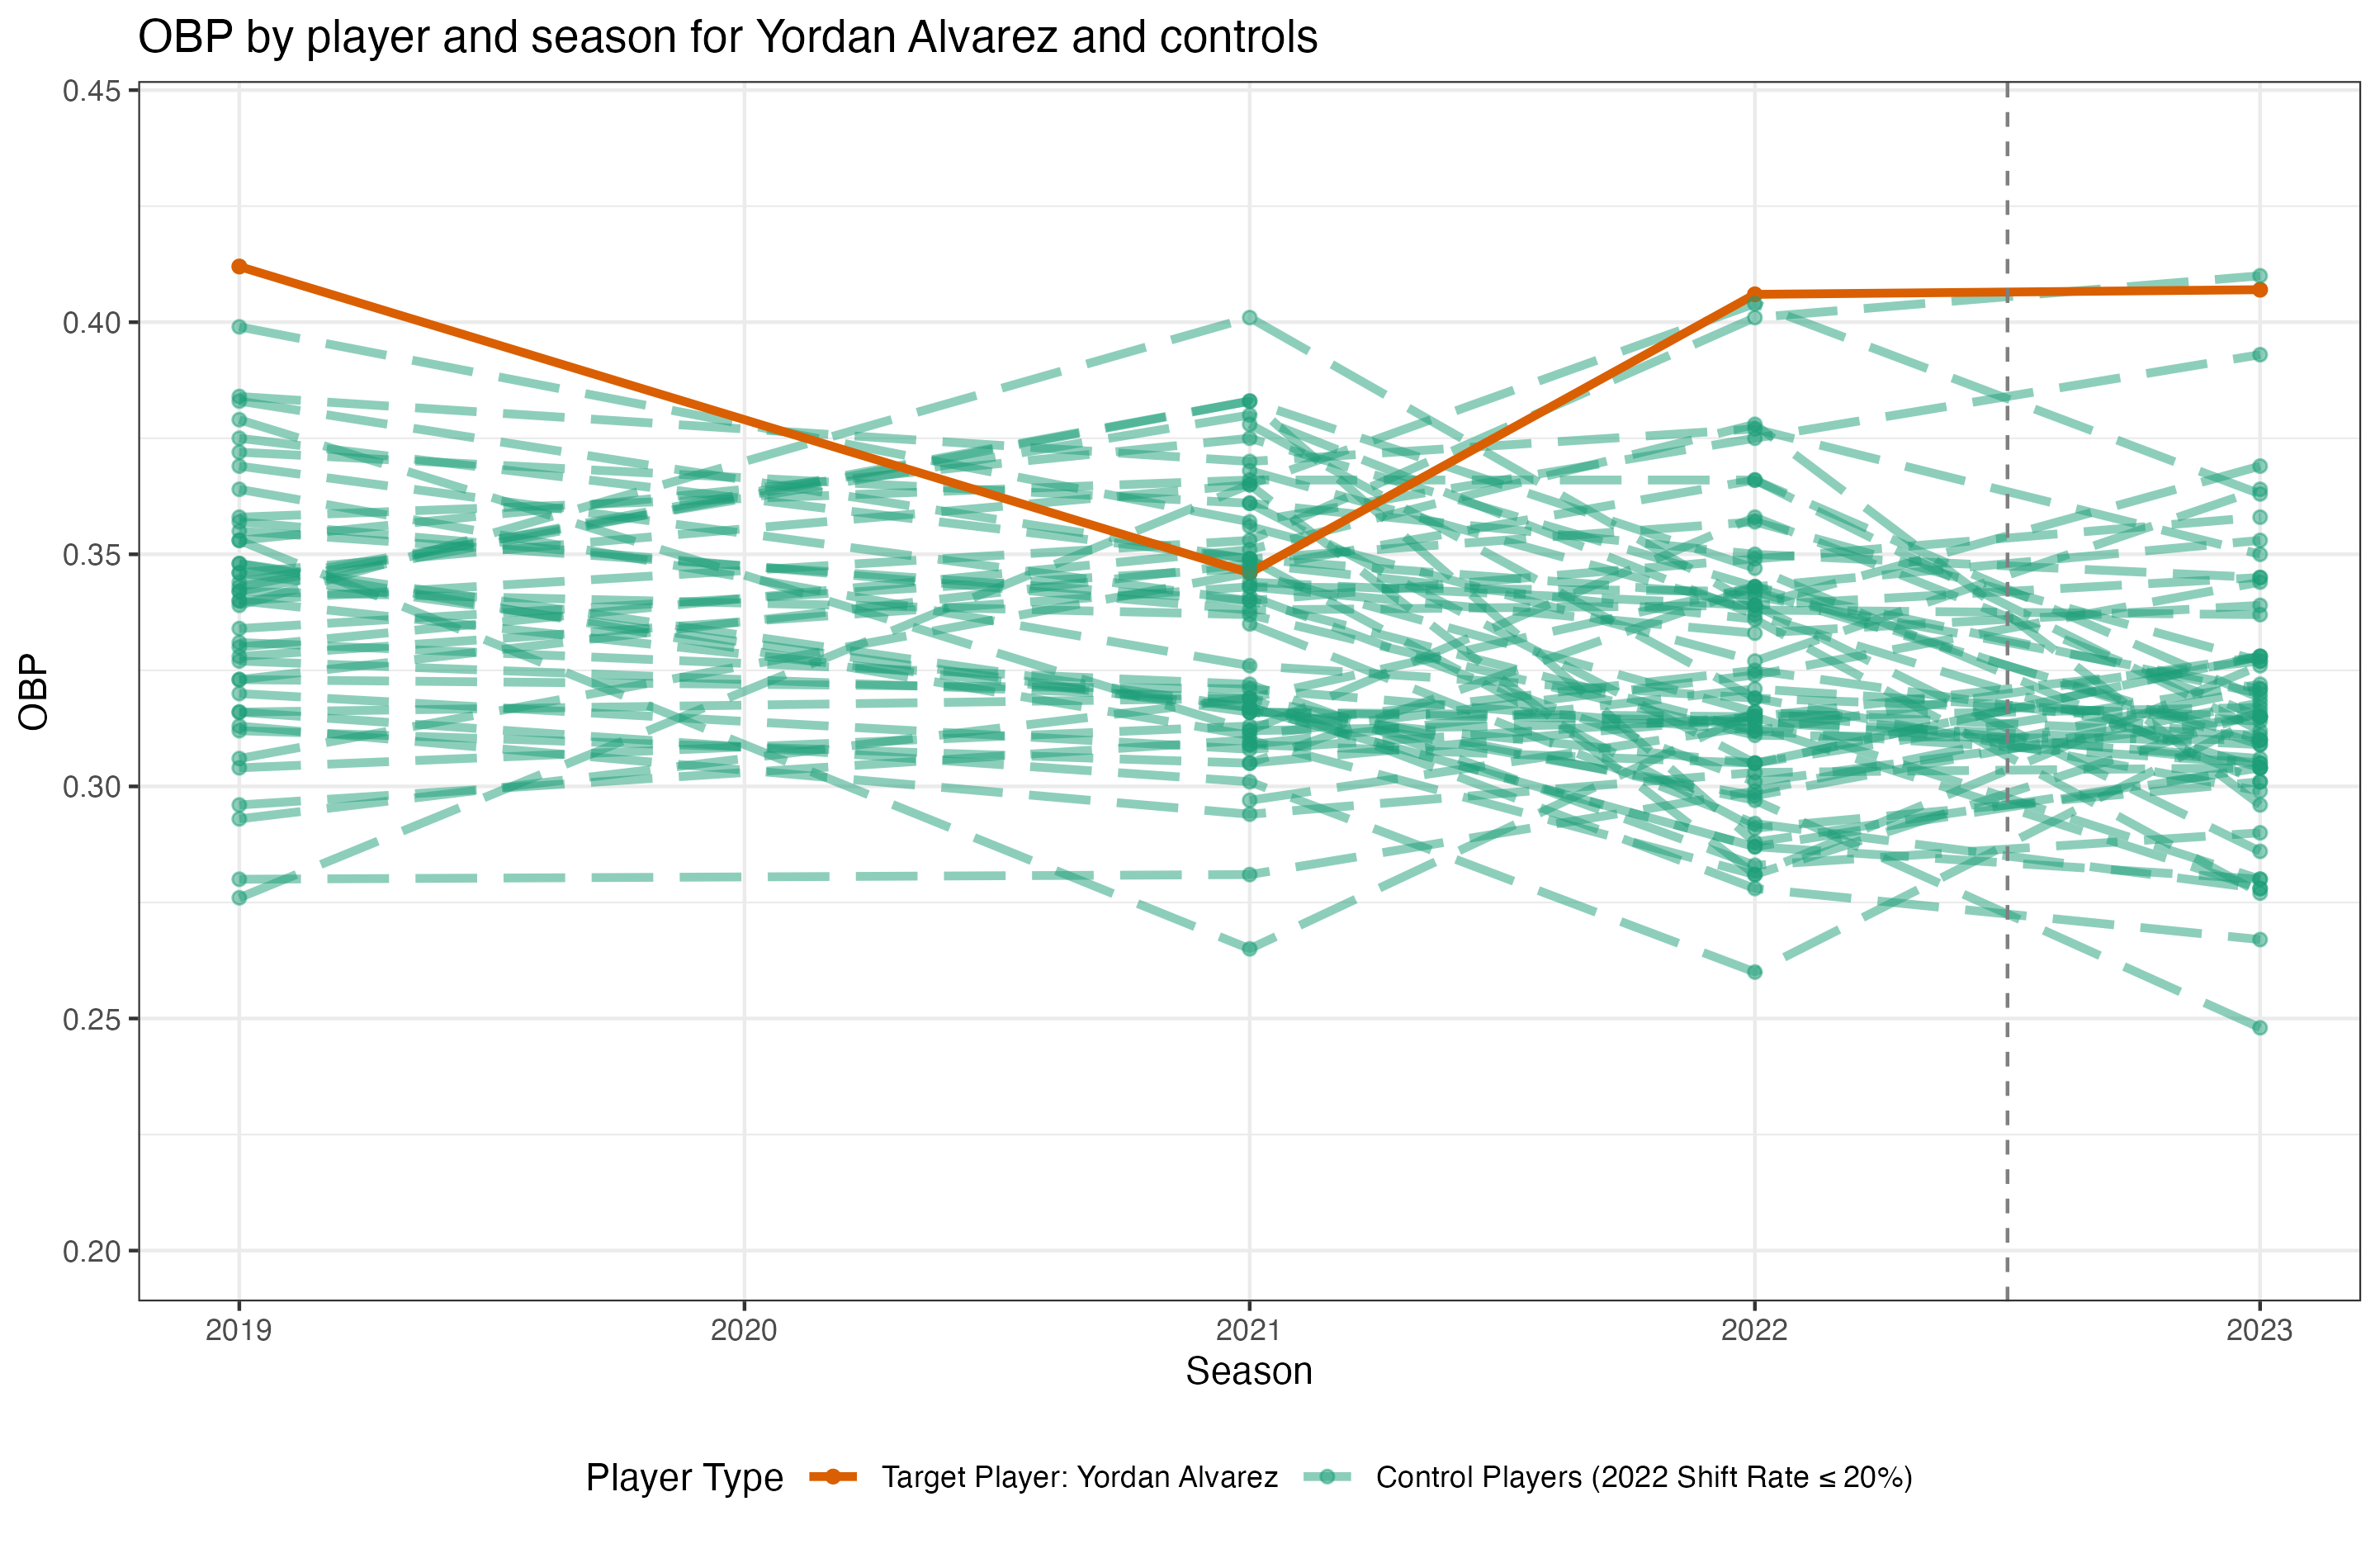 OBP by player and season for Yordan Alvarez and controls
0.45
0.40
0.35
0.30
0.25
0.20
OBP
2019 2020 2021 2022 2023
Season
Player Type Target Player: Yordan Alvarez Control Players (2022 Shift Rate ≤ 20%)